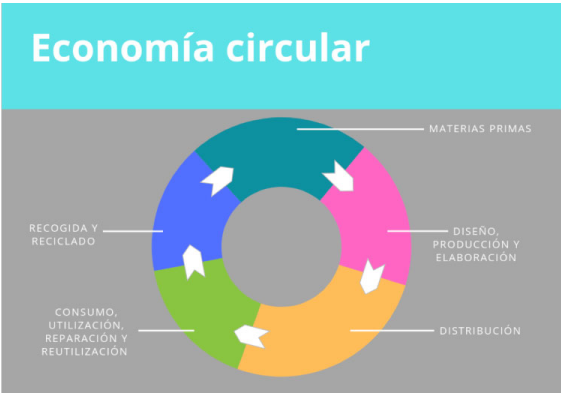 Economía circular
MATERIAS PRIMAS
DISEÑO,
PRODUCCIÓN Y
ELABORACIÓN
DISTRIBUCIÓN
CONSUMO,
UTILIZACIÓN,
REPARACIÓN Y
REUTILIZACIÓN
RECOGIDA Y
RECICLADO